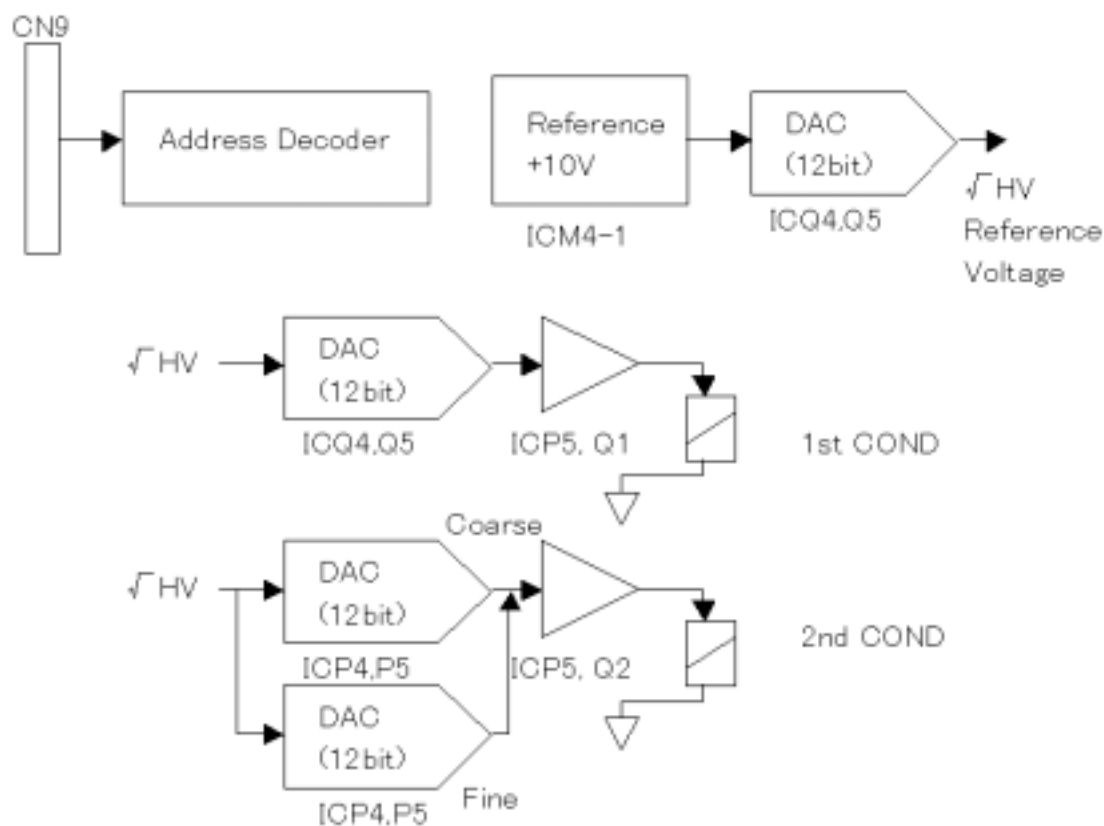 CN9
Address Decoder
Reference
+10V
ICM4-1
DAC
(12bit)
ICQ4,Q5
√HV
Reference
Voltage
√HV
DAC
(12bit)
ICQ4,Q5
ICP5, Q1
1st COND
Coarse
√HV
DAC
(12bit)
ICP4,P5
ICP5, Q2
2nd COND
DAC
(12bit)
ICP4,P5
Fine